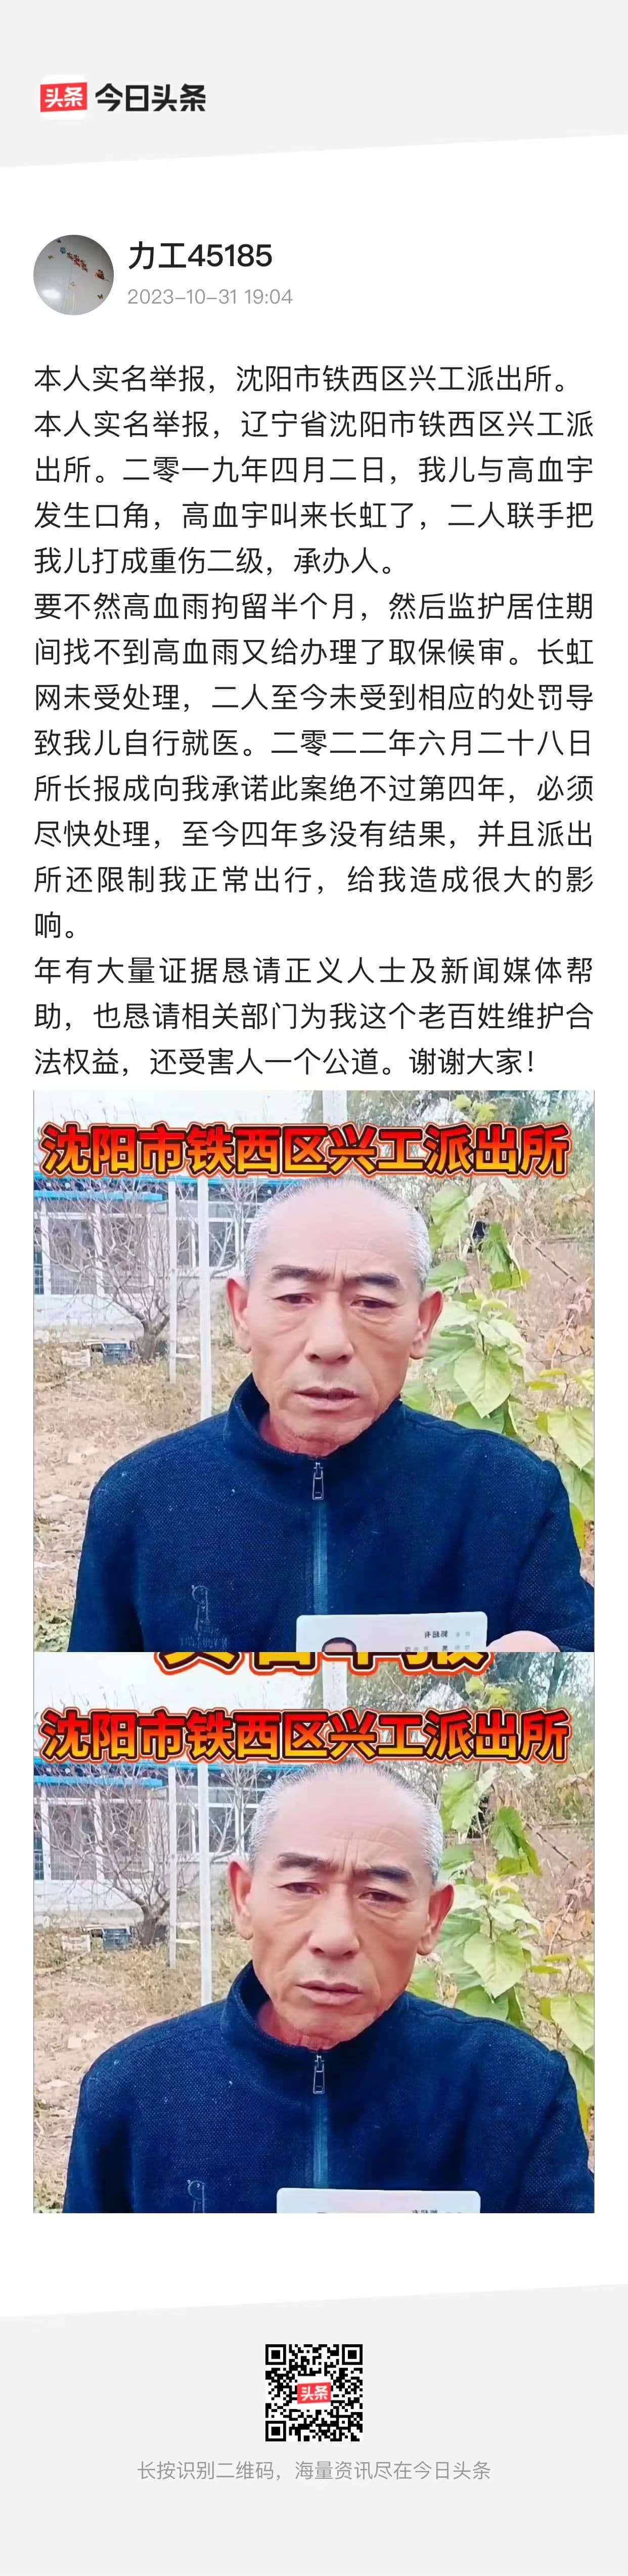 头条 今日头条
力工45185
2023-10-31 19:04
本人实名举报，沈阳市铁西区兴工派出所。
本人实名举报，辽宁省沈阳市铁西区兴工派
出所。二零一九年四月二日，我儿与高血宇
发生口角，高血宇叫来长虹了，二人联手把
我儿打成重伤二级，承办人。
要不然高血雨拘留半个月，然后监护居住期
间找不到高血雨又给办理了取保候审。长虹
网未受处理，二人至今未受到相应的处罚导
致我儿自行就医。二零二二年六月二十八日
所长报成向我承诺此案绝不过第四年，必须
尽快处理，至今四年多没有结果，并且派出
所还限制我正常出行，给我造成很大的影
响。
年有大量证据恳请正义人士及新闻媒体帮
助，也恳请相关部门为我这个老百姓维护合
法权益，还受害人一个公道。谢谢大家！
沈阳市铁西区兴工派出所
沈阳市铁西区兴工派出所
头条
长按识别二维码，海量资讯尽在今日头条